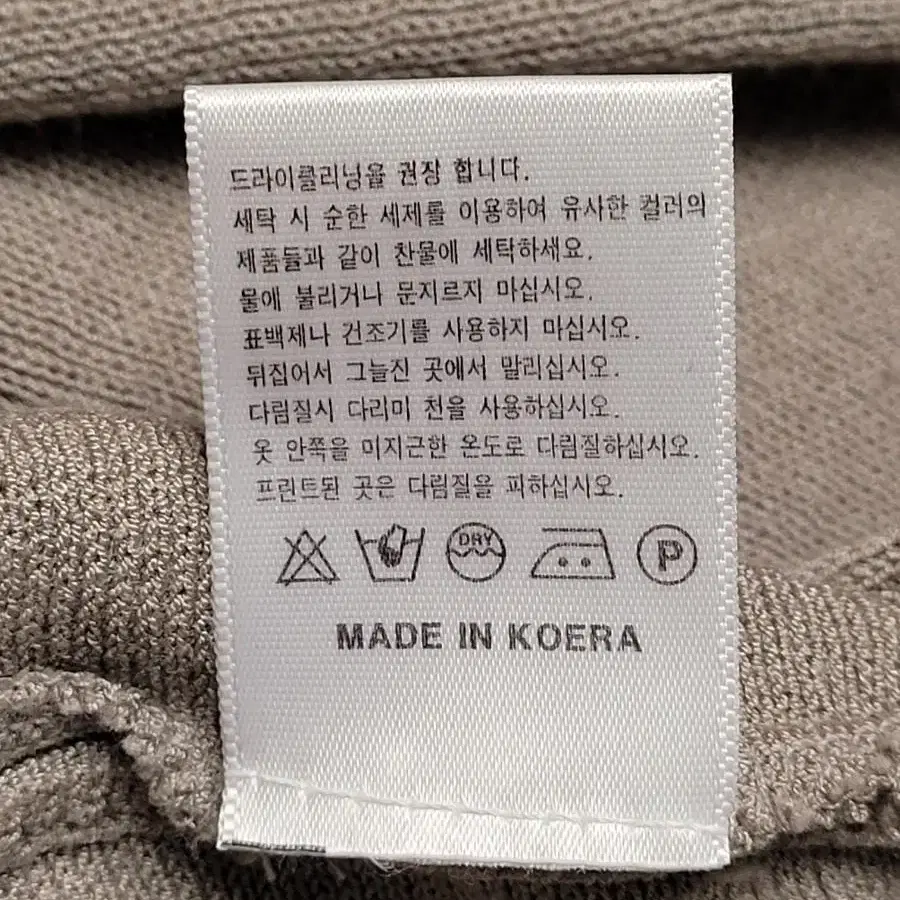 드라이클리닝을 권장 합니다.
세탁 시 순한 세제를 이용하여 유사한 컬러의
제품들과 같이 찬물에 세탁하세요.
물에 불리거나 문지르지 마십시오.
표백제나 건조기를 사용하지 마십시오.
뒤집어서 그늘진 곳에서 말리십시오.
다림질시 다리미 천을 사용하십시오.
옷 안쪽을 미지근한 온도로 다림질하십시오.
프린트된 곳은 다림질을 피하십시오.
DRY P
MADE IN KOERA